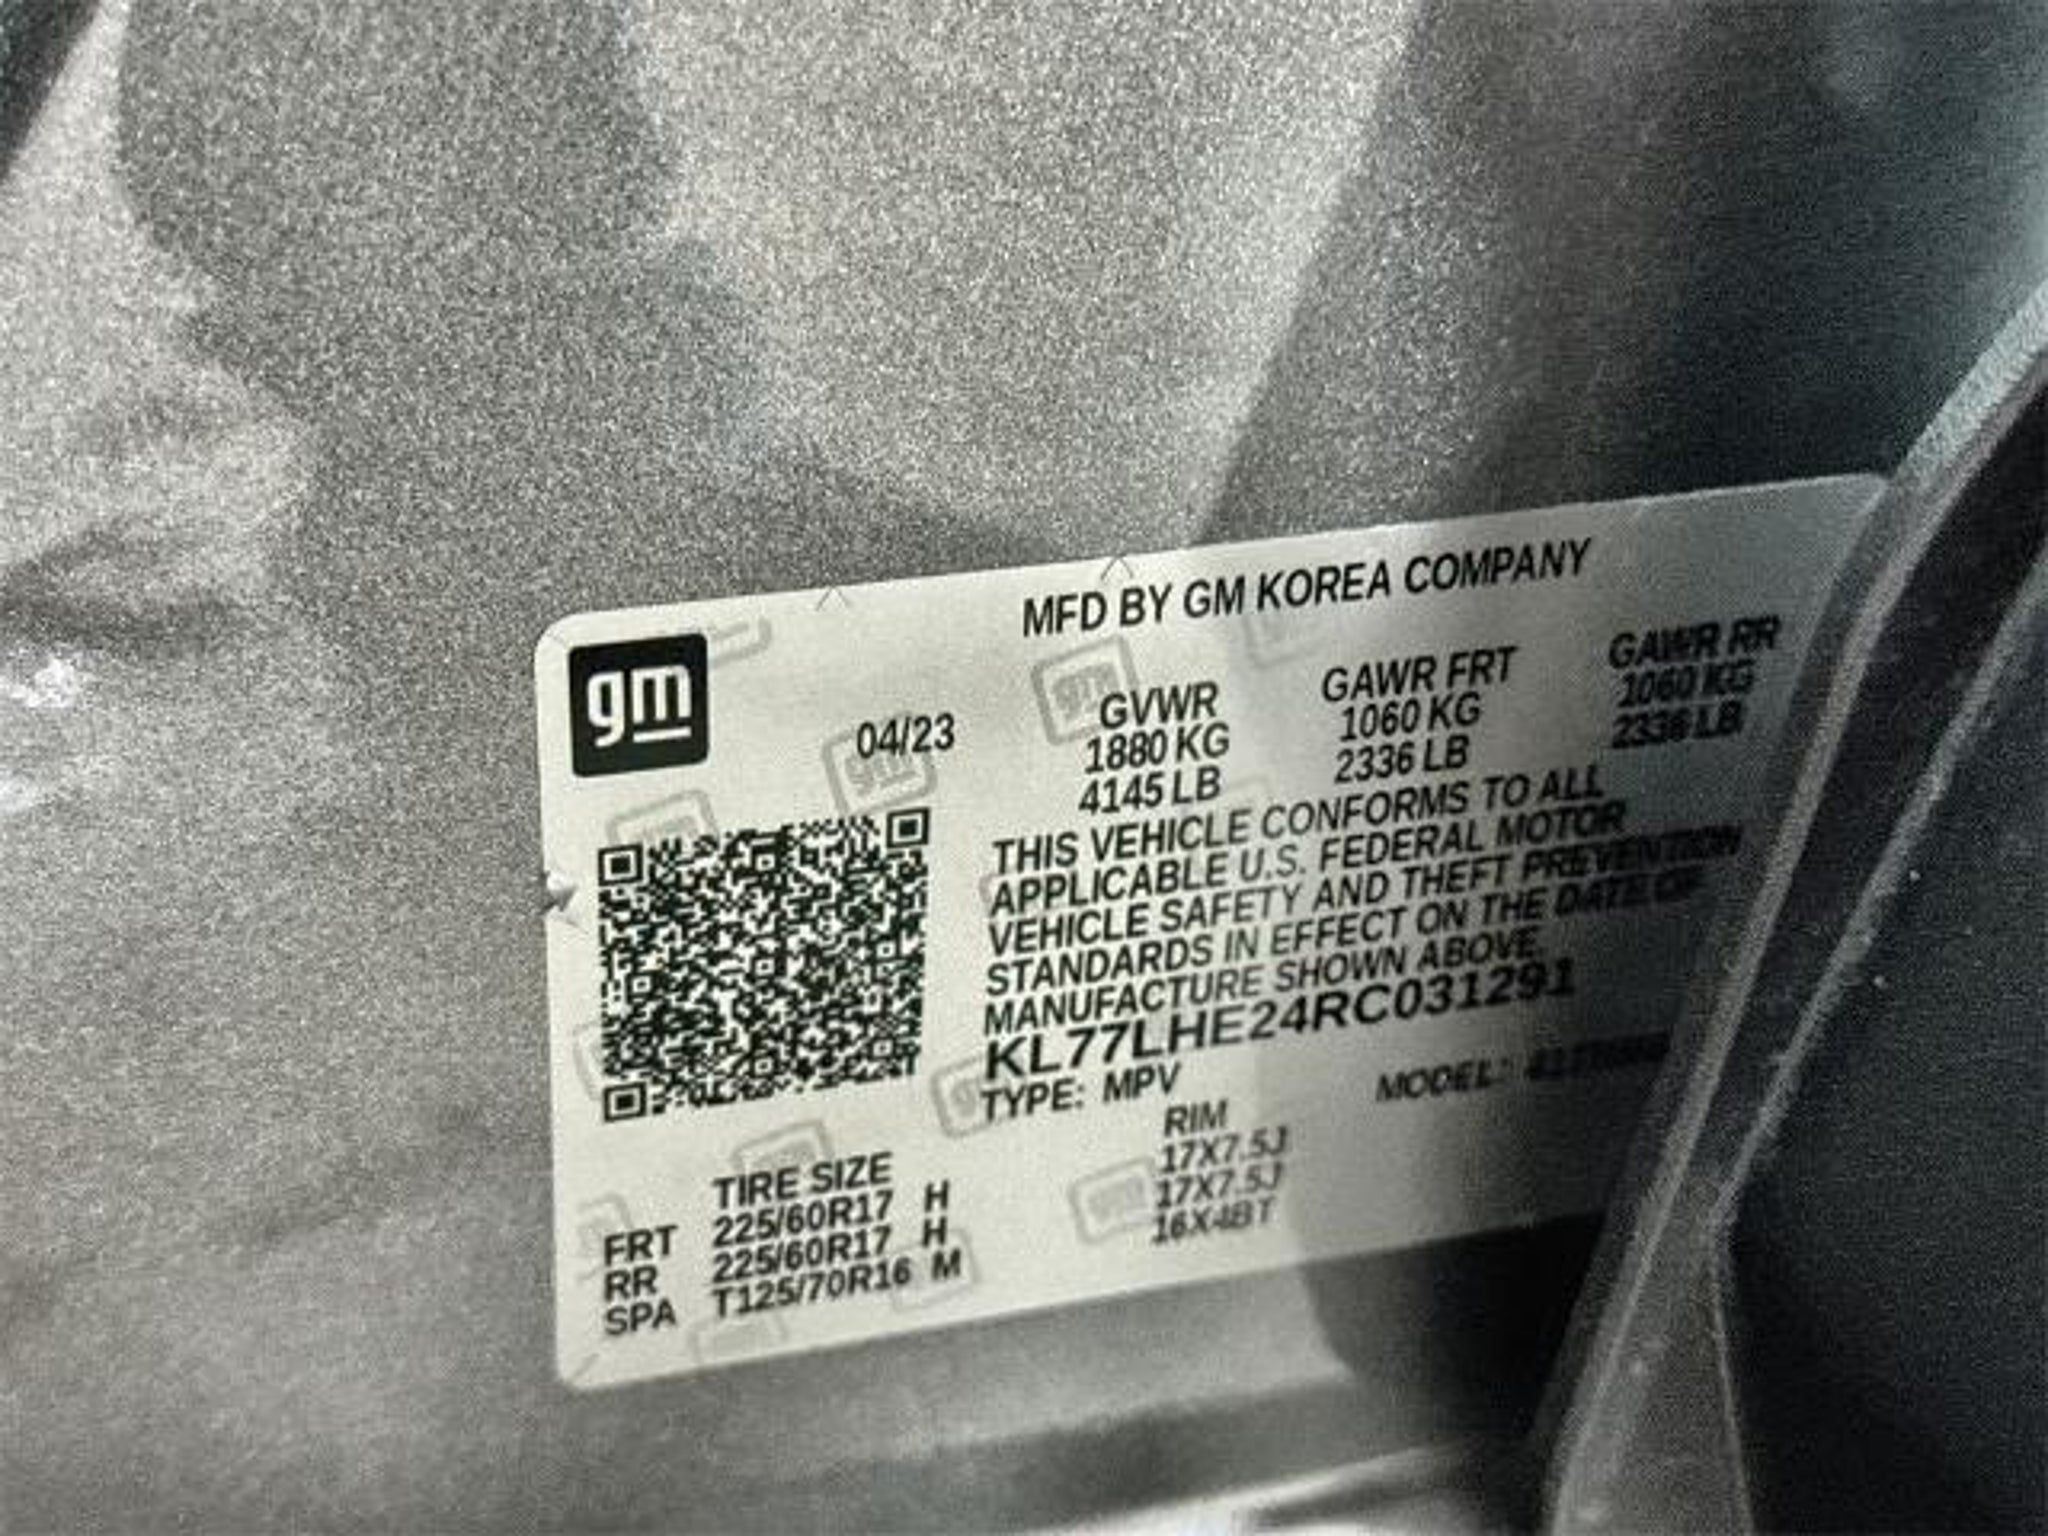 MFD BY GM KOREA COMPANY
gm
04/23
GVWR GAWR FRT GAWR RR
1880 KG 1060 KG 1060 KG
4145 LB 2336 LB 2336 LB
THIS VEHICLE CONFORMS TO ALL
APPLICABLE U.S. FEDERAL MOTOR
VEHICLE SAFETY AND THEFT PREVENTION
STANDARDS IN EFFECT ON THE DATE OF
MANUFACTURE SHOWN ABOVE.
KL77LHE24RC031291
TYPE: MPV MODEL:
TIRE SIZE RIM
FRT 225/60R17 H 17X7.5J
RR 225/60R17 H 17X7.5J
SPA T125/70R16 M 16X4BT